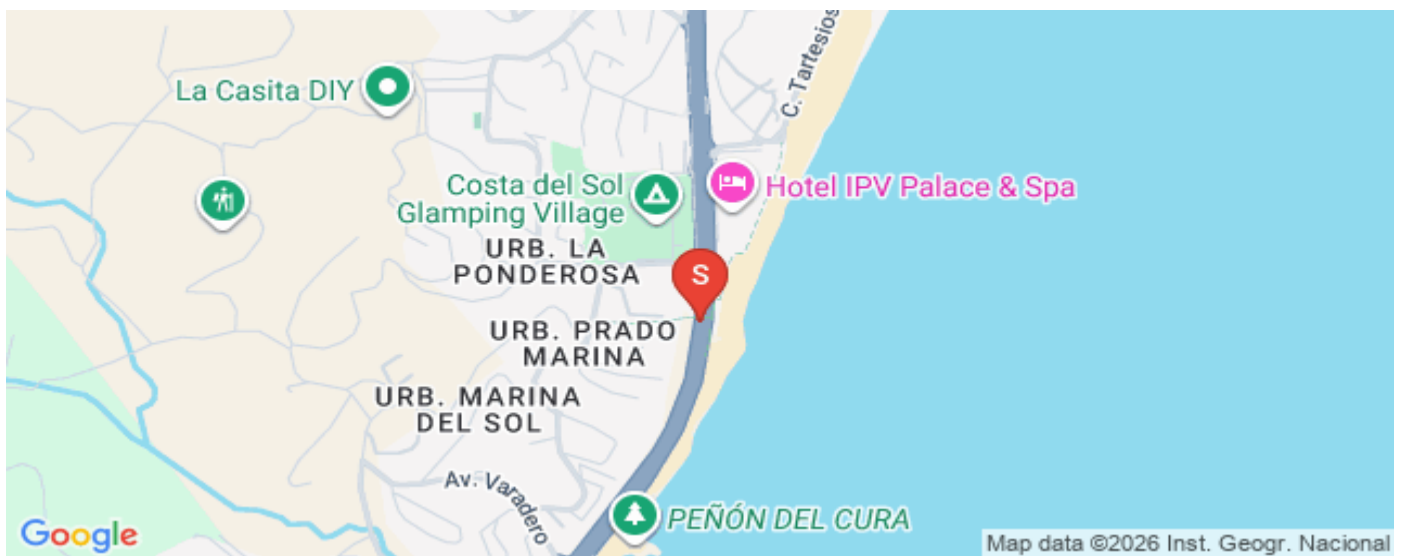 C. Tartesios
La Casita DIY
Costa del Sol
Glamping Village
Hotel IPV Palace & Spa
URB. LA
PONDEROSA
S
URB. PRADO
MARINA
URB. MARINA
DEL SOL
Av. Varadero
PEÑÓN DEL CURA
Google
Map data ©2026 Inst. Geogr. Nacional